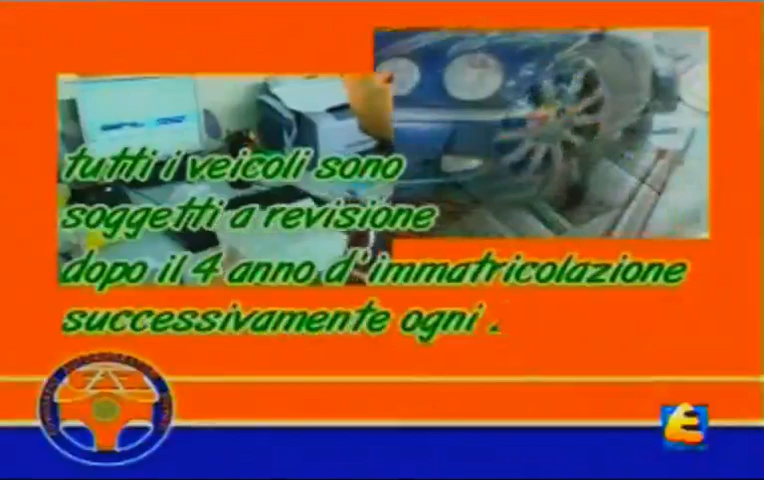 tutti i veicoli sono
soggetti a revisione
dopo il 4 anno d'immatricolazione
successivamente ogni .
È